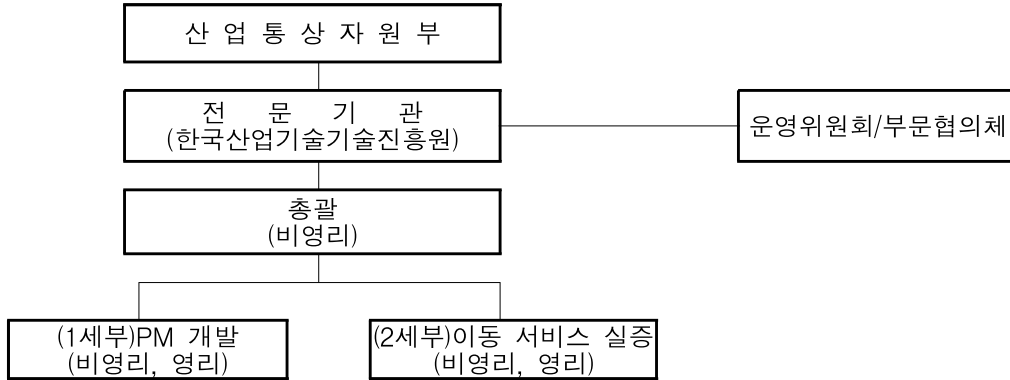 산 업 통 상 자 원 부
전 문 기 관
(한국산업기술기술진흥원)
운영위원회/부문협의체
총괄
(비영리)
(1세부)PM 개발
(비영리, 영리)
(2세부)이동 서비스 실증
(비영리, 영리)